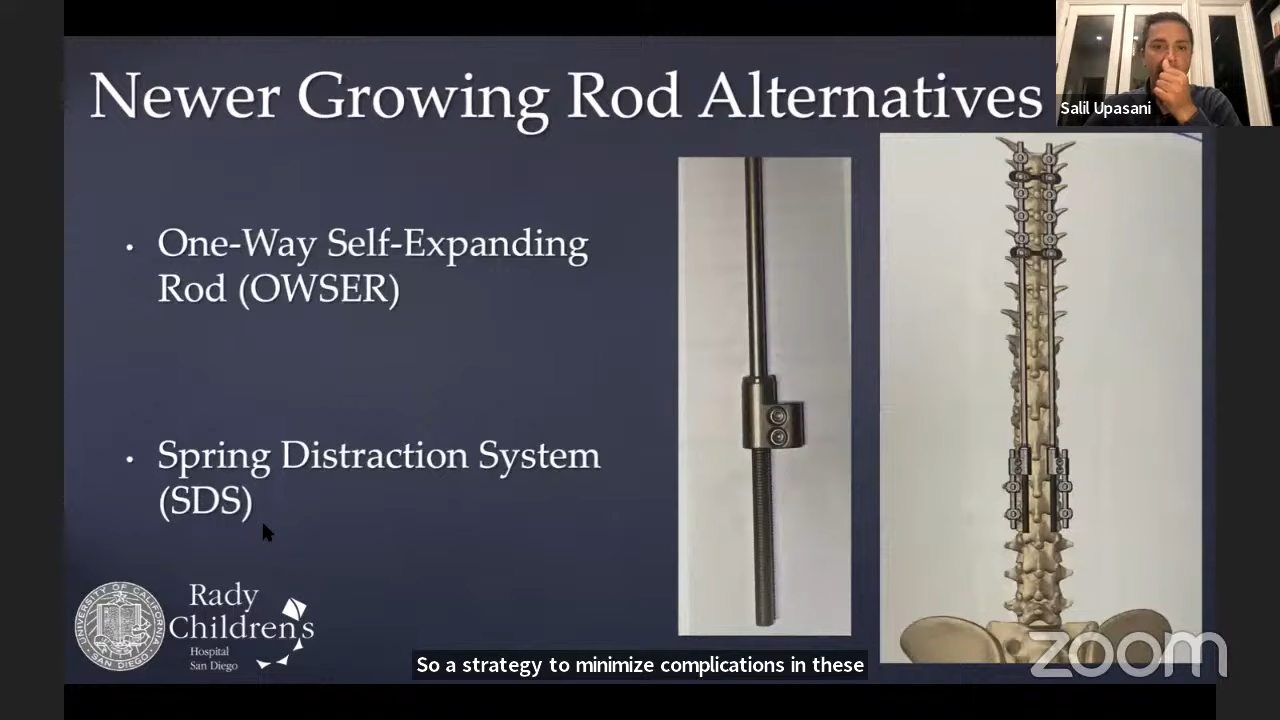 Newer Growing Rod Alternatives
Salil Upasani
• One-Way Self-Expanding
Rod (OWSER)
• Spring Distraction System
(SDS)
UNIVERSITY OF CALIFORNIA
SAN DIEGO
Rady
Children's
Hospital
San Diego
So a strategy to minimize complications in these
zoom